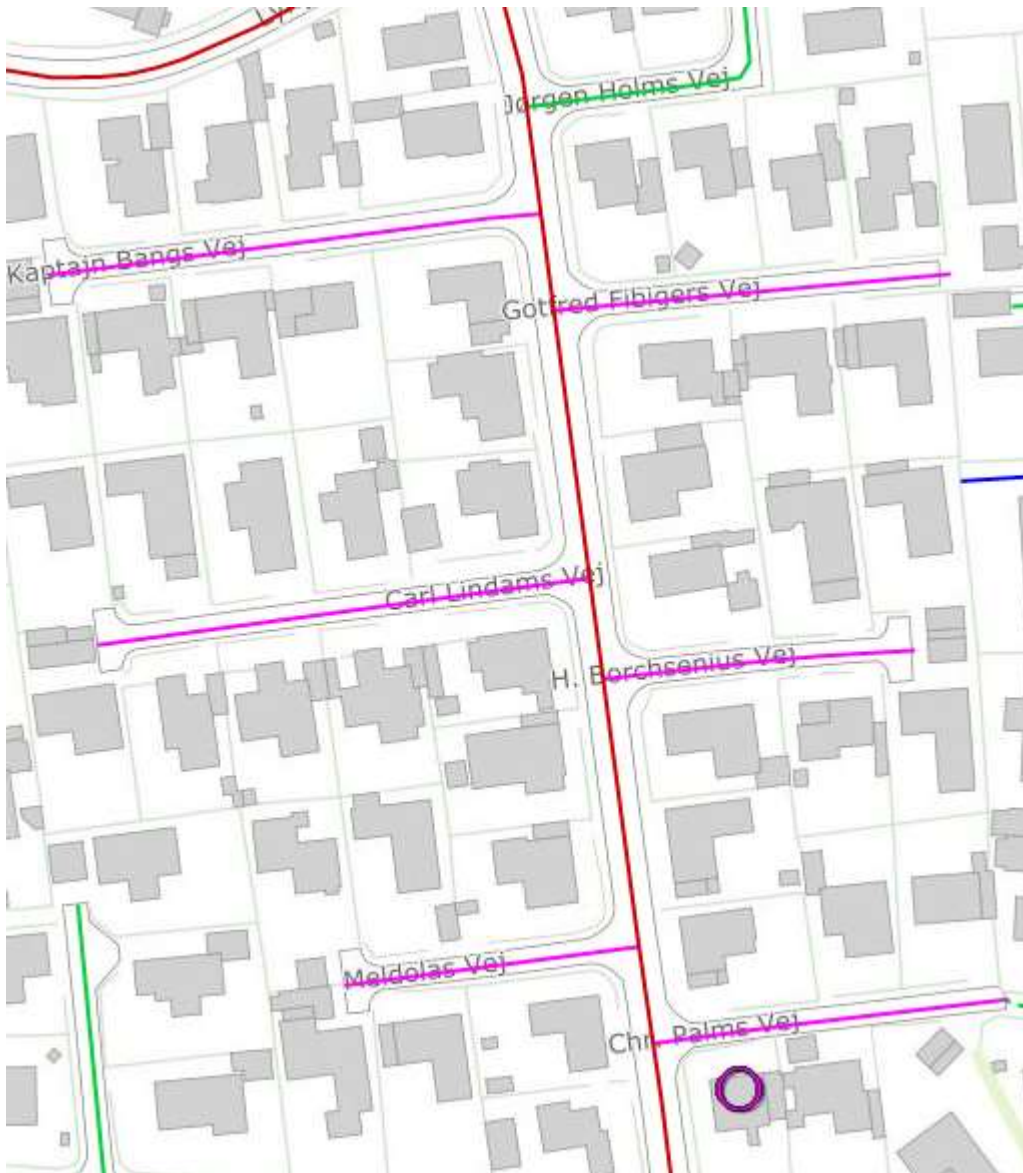 Jørgen Holms Vej
Kaptajn Bangs Vej
Gotfred Fibigers Vej
Carl Lindams Vej
H. Borchsenius Vej
Meldolas Vej
Chr. Palms Vej